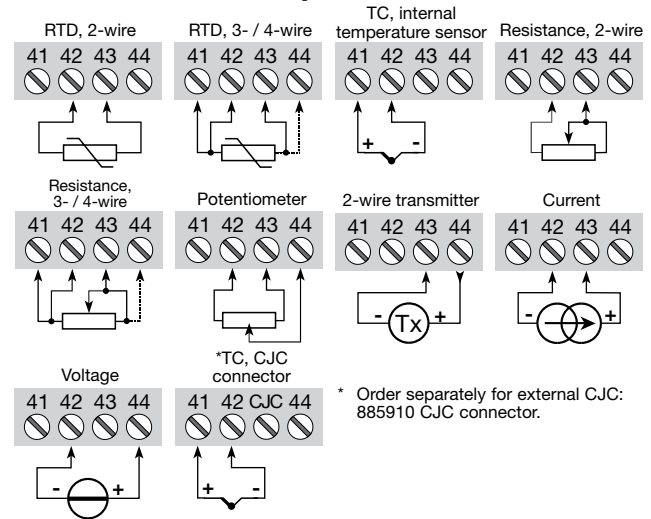 RTD, 2-wire
41 42 43 44
RTD, 3- / 4-wire
41 42 43 44
TC, internal
temperature sensor
41 42 43 44
+ -
Resistance, 2-wire
41 42 43 44
Resistance,
3- / 4-wire
41 42 43 44
Potentiometer
41 42 43 44
2-wire transmitter
41 42 43 44
- Tx +
Current
41 42 43 44
- +
Voltage
41 42 43 44
- +
*TC, CJC
connector
41 42 CJC 44
+ -
* Order separately for external CJC:
885910 CJC connector.